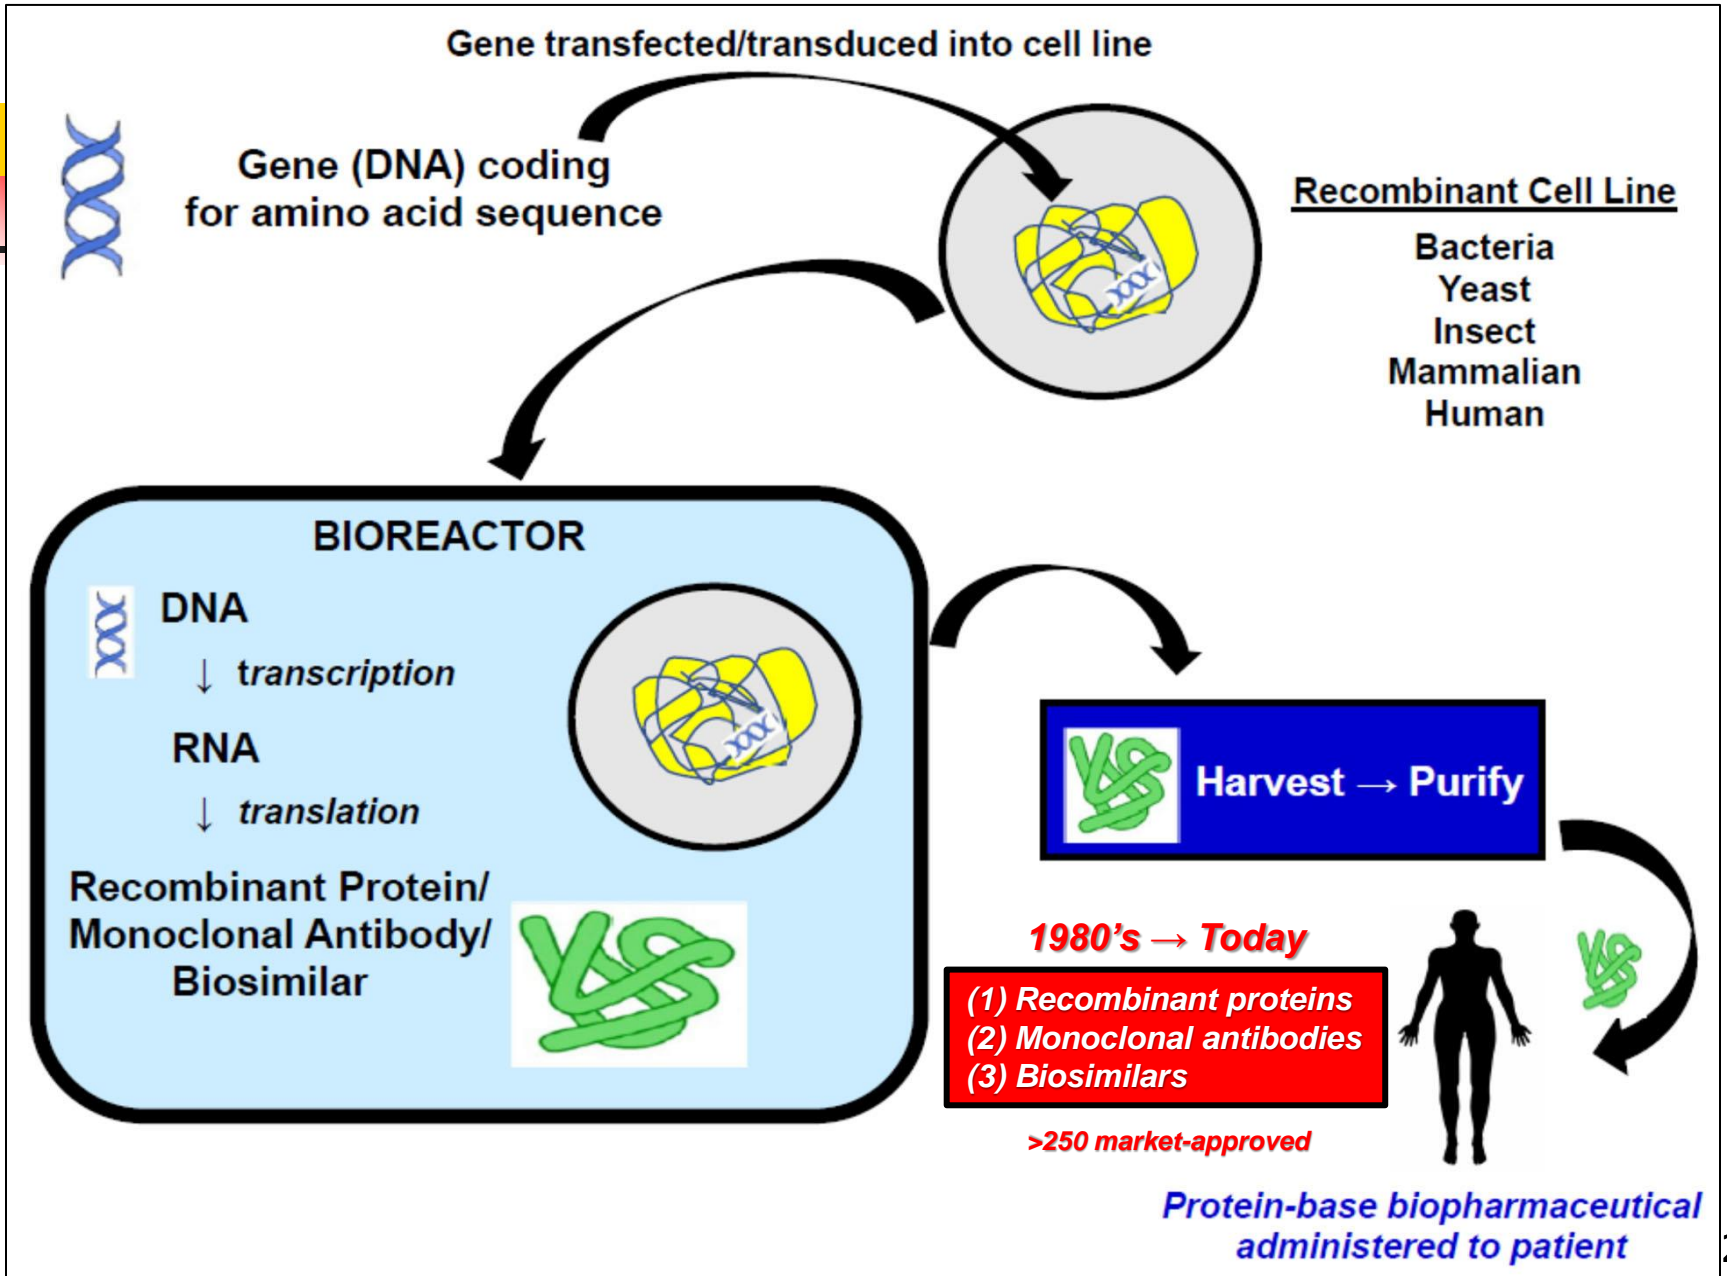 Gene transfected/transduced into cell line
Gene (DNA) coding
for amino acid sequence
Recombinant Cell Line
Bacteria
Yeast
Insect
Mammalian
Human
BIOREACTOR
DNA
↓ transcription
RNA
↓ translation
Recombinant Protein/
Monoclonal Antibody/
Biosimilar
Harvest → Purify
1980’s → Today
(1) Recombinant proteins
(2) Monoclonal antibodies
(3) Biosimilars
>250 market-approved
Protein-base biopharmaceutical
administered to patient